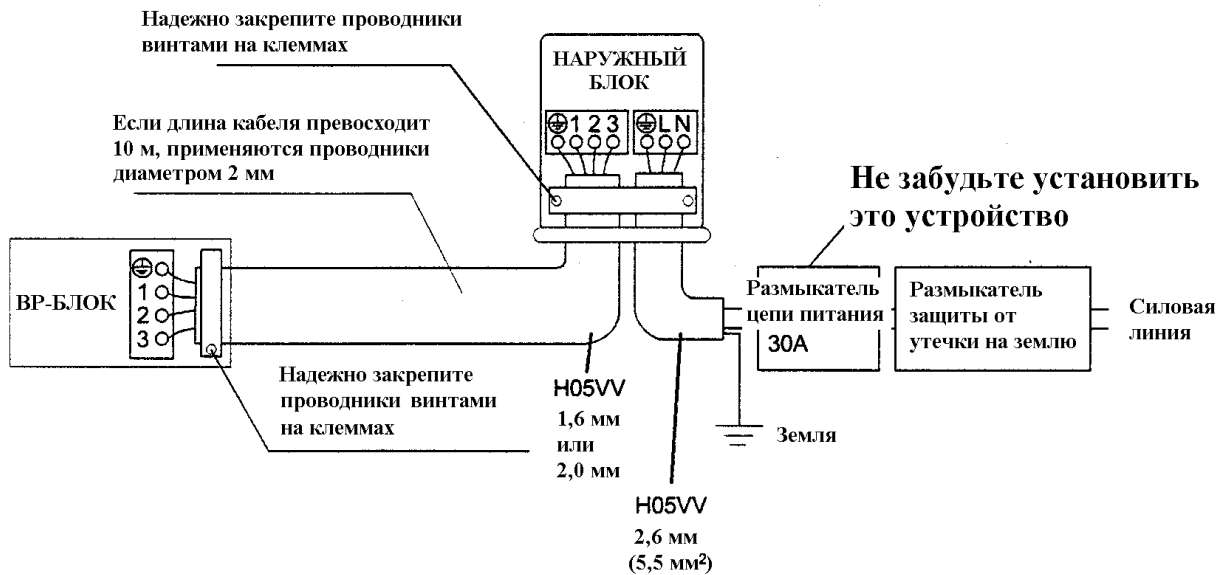 Надежно закрепите проводники
винтами на клеммах
НАРУЖНЫЙ
БЛОК
1 2 3
L N
Если длина кабеля превосходит
10 м, применяются проводники
диаметром 2 мм
Не забудьте установить
это устройство
ВР-БЛОК
1
2
3
Размыкатель
цепи питания
30А
Размыкатель
защиты от
утечки на землю
Силовая
линия
Надежно закрепите
проводники винтами
на клеммах
H05VV
1,6 мм
или
2,0 мм
Земля
H05VV
2,6 мм
(5,5 мм²)